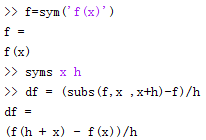 >> f=sym('f(x)')
f =
f(x)
>> syms x h
>> df = (subs(f,x ,x+h)-f)/h
df =
(f(h + x) - f(x))/h